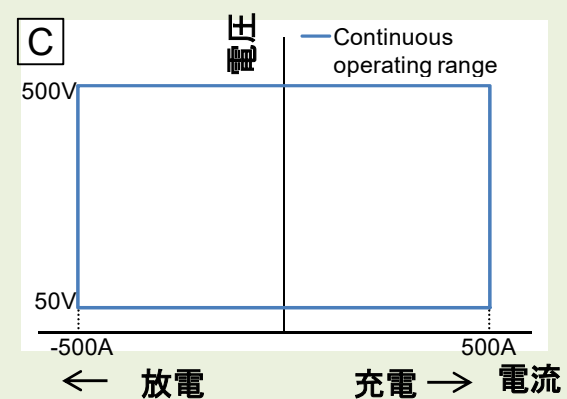 C
電圧
Continuous
operating range
500V
50V
-500A
500A
← 放電
充電 → 電流